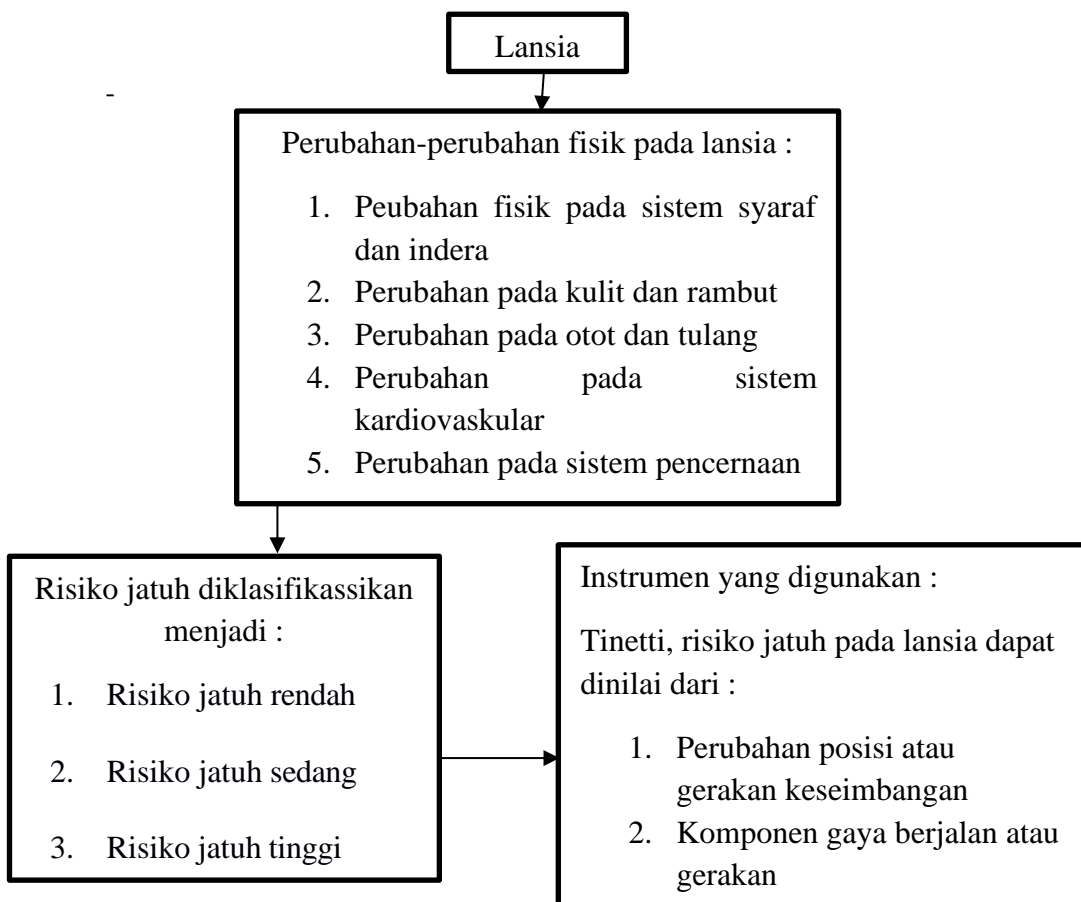 Lansia
-
Perubahan-perubahan fisik pada lansia :
1. Peubahan fisik pada sistem syaraf
dan indera
2. Perubahan pada kulit dan rambut
3. Perubahan pada otot dan tulang
4. Perubahan pada sistem
kardiovaskular
5. Perubahan pada sistem pencernaan
Risiko jatuh diklasifikassikan
menjadi :
1. Risiko jatuh rendah
2. Risiko jatuh sedang
3. Risiko jatuh tinggi
Instrumen yang digunakan :
Tinetti, risiko jatuh pada lansia dapat
dinilai dari :
1. Perubahan posisi atau
gerakan keseimbangan
2. Komponen gaya berjalan atau
gerakan